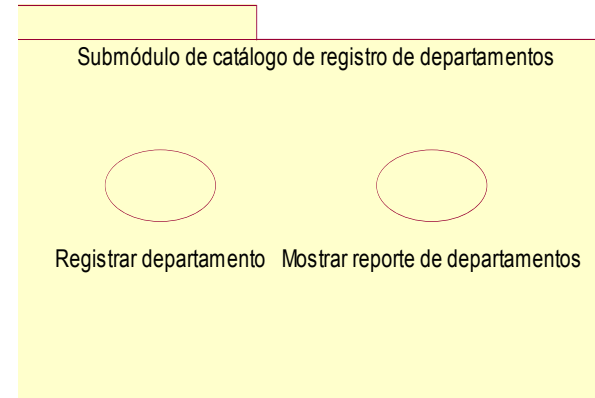 Submódulo de catálogo de registro de departamentos
Registrar departamento Mostrar reporte de departamentos